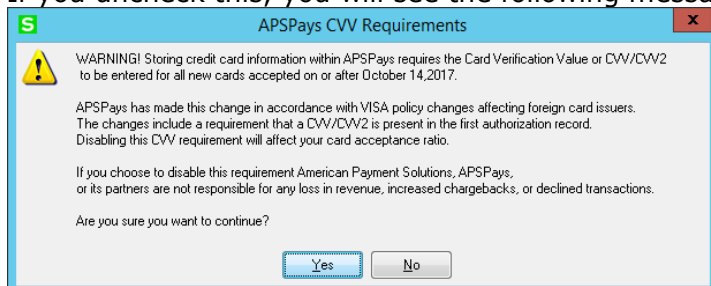 If you uncheck this, you will see the following messa
S
APSPays CVV Requirements
x
WARNING! Storing credit card information within APSPays requires the Card Verification Value or CVV/CVV2
to be entered for all new cards accepted on or after October 14,2017.
APSPays has made this change in accordance with VISA policy changes affecting foreign card issuers.
The changes include a requirement that a CVV/CVV2 is present in the first authorization record.
Disabling this CVV requirement will affect your card acceptance ratio.
If you choose to disable this requirement American Payment Solutions, APSPays,
or its partners are not responsible for any loss in revenue, increased chargebacks, or declined transactions.
Are you sure you want to continue?
Yes
No